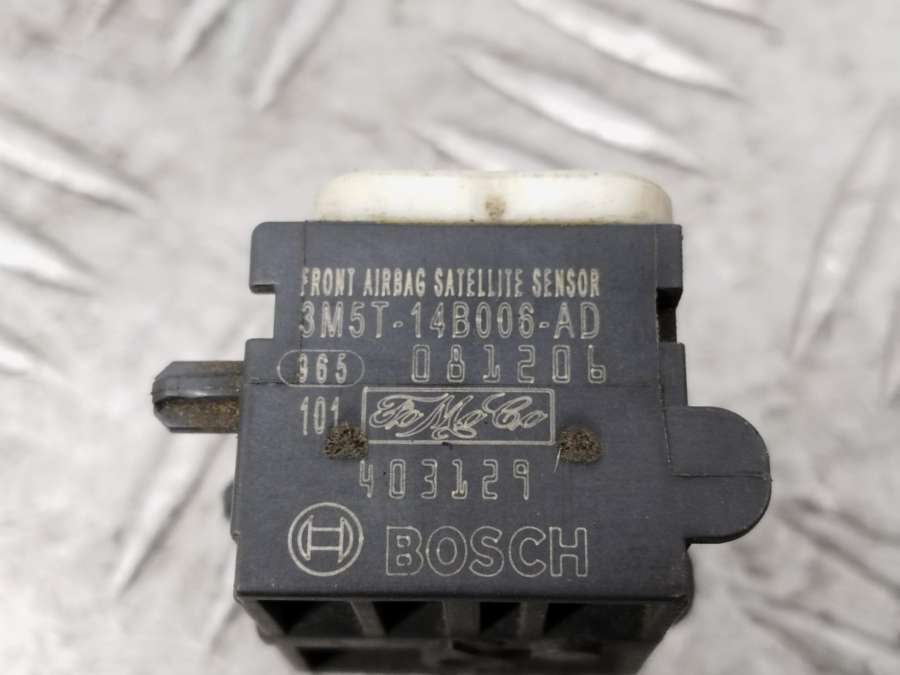 FRONT AIRBAG SATELLITE SENSOR
3M5T-14B006-AD
965 081206
101 FoMoCo
403129
BOSCH